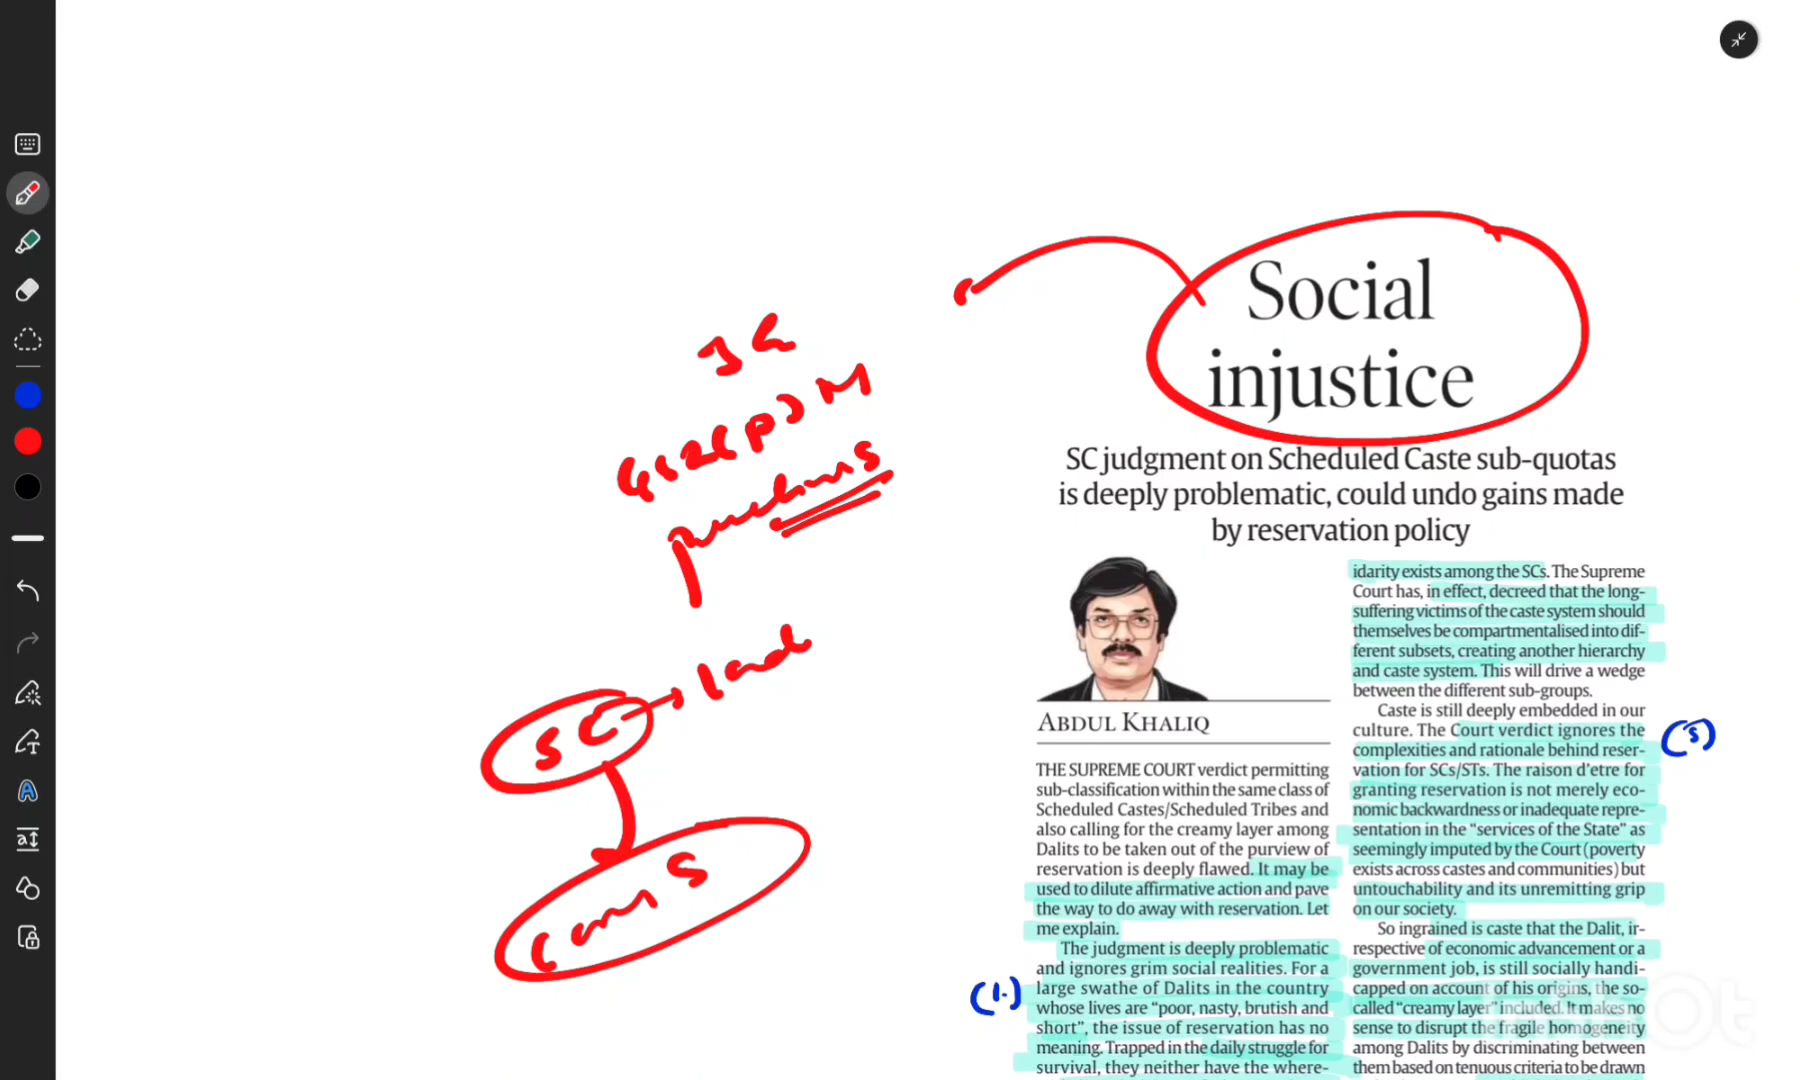 Social
injustice
SC judgment on Scheduled Caste sub-quotas
is deeply problematic, could undo gains made
by reservation policy
ABDUL KHALIQ
THE SUPREME COURT verdict permitting
sub-classification within the same class of
Scheduled Castes/Scheduled Tribes and
also calling for the creamy layer among
Dalits to be taken out of the purview of
reservation is deeply flawed. It may be
used to dilute affirmative action and pave
the way to do away with reservation. Let
me explain.
The judgment is deeply problematic
and ignores grim social realities. For a
(1.) large swathe of Dalits in the country
whose lives are “poor, nasty, brutish and
short”, the issue of reservation has no
meaning. Trapped in the daily struggle for
survival, they neither have the where-
idarity exists among the SCs. The Supreme
Court has, in effect, decreed that the long-
suffering victims of the caste system should
themselves be compartmentalised into dif-
ferent subsets, creating another hierarchy
and caste system. This will drive a wedge
between the different sub-groups.
Caste is still deeply embedded in our
culture. The Court verdict ignores the
complexities and rationale behind reser-
vation for SCs/STs. The raison d'etre for
granting reservation is not merely eco-
nomic backwardness or inadequate repre-
sentation in the “services of the State” as
seemingly imputed by the Court (poverty
exists across castes and communities) but
untouchability and its unremitting grip
on our society.
So ingrained is caste that the Dalit, ir-
respective of economic advancement or a
government job, is still socially handi-
capped on account of his origins, the so-
called “creamy layer” included. It makes no
sense to disrupt the fragile homogeneity
among Dalits by discriminating between
them based on tenuous criteria to be drawn
SC